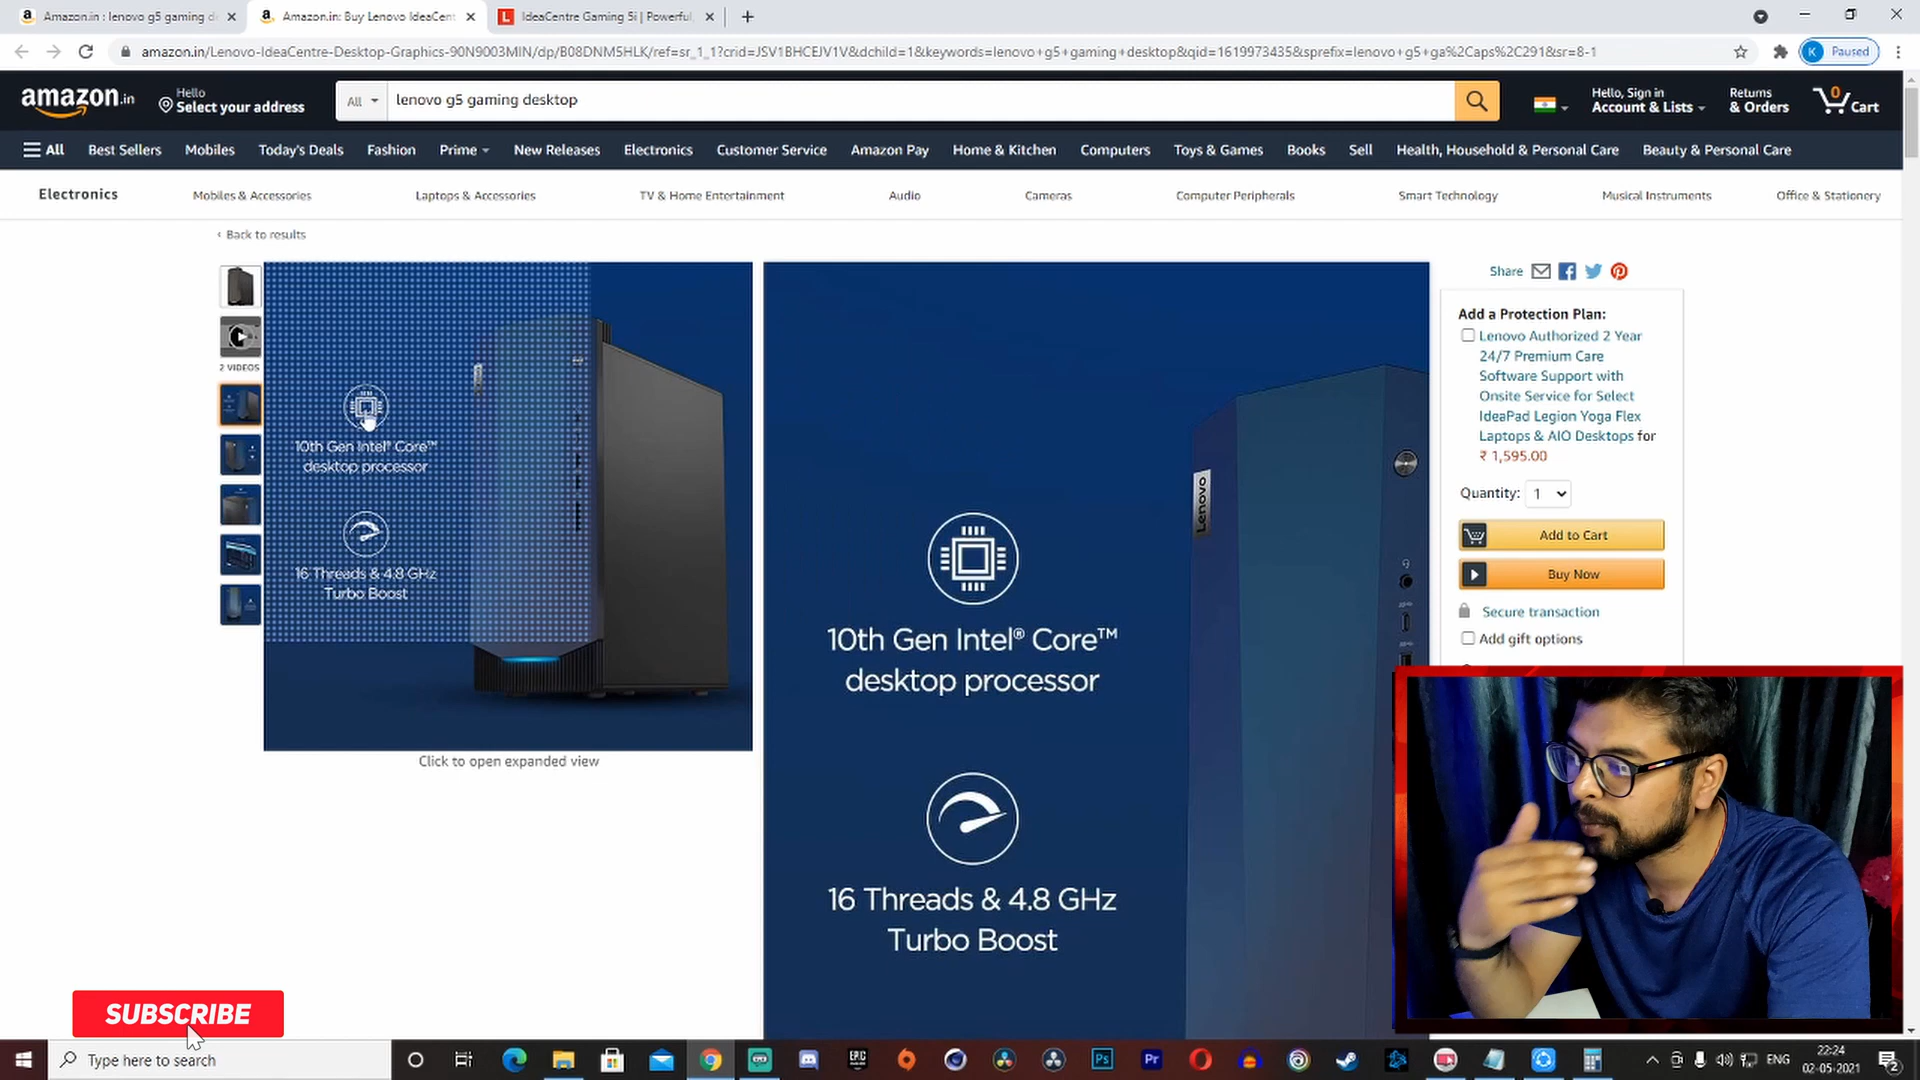 Amazon.in : lenovo g5 gaming d
Amazon.in: Buy Lenovo IdeaCent
IdeaCentre Gaming 5i | Powerful
amazon.in/Lenovo-IdeaCentre-Desktop-Graphics-90N9003MIN/dp/B08DNM5HLK/ref=sr_1_1?crid=JSV1BHCEJV1V&dchild=1&keywords=lenovo+g5+gaming+desktop&qid=1619973435&sprefix=lenovo+g5+ga%2Caps%2C291&sr=8-1
K Paused
amazon.in
Hello
Select your address
All
lenovo g5 gaming desktop
Hello, Sign in
Account & Lists
Returns
& Orders
0
Cart
All
Best Sellers
Mobiles
Today's Deals
Fashion
Prime
New Releases
Electronics
Customer Service
Amazon Pay
Home & Kitchen
Computers
Toys & Games
Books
Sell
Health, Household & Personal Care
Beauty & Personal Care
Electronics
Mobiles & Accessories
Laptops & Accessories
TV & Home Entertainment
Audio
Cameras
Computer Peripherals
Smart Technology
Musical Instruments
Office & Stationery
‹ Back to results
2 VIDEOS
10th Gen Intel® Core™
desktop processor
16 Threads & 4.8 GHz
Turbo Boost
Click to open expanded view
Lenovo
10th Gen Intel® Core™
desktop processor
16 Threads & 4.8 GHz
Turbo Boost
Share
Add a Protection Plan:
Lenovo Authorized 2 Year
24/7 Premium Care
Software Support with
Onsite Service for Select
IdeaPad Legion Yoga Flex
Laptops & AIO Desktops for
₹ 1,595.00
Quantity: 1
Add to Cart
Buy Now
Secure transaction
Add gift options
SUBSCRIBE
Type here to search
EPIC
Ps
Pr
ENG
22:24
02-05-2021
2